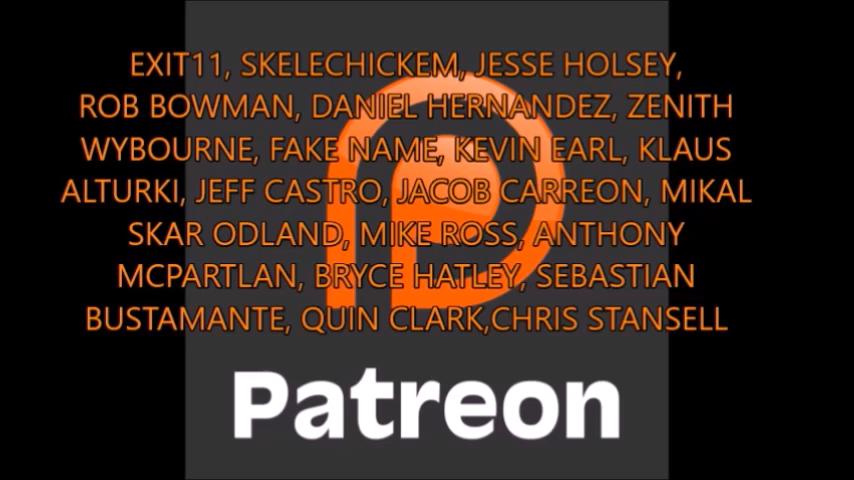 EXIT11, SKELECHICKEM, JESSE HOLSEY,
ROB BOWMAN, DANIEL HERNANDEZ, ZENITH
WYBOURNE, FAKE NAME, KEVIN EARL, KLAUS
ALTURKI, JEFF CASTRO, JACOB CARREON, MIKAL
SKAR ODLAND, MIKE ROSS, ANTHONY
MCPARTLAN, BRYCE HATLEY, SEBASTIAN
BUSTAMANTE, QUIN CLARK,CHRIS STANSELL
Patreon